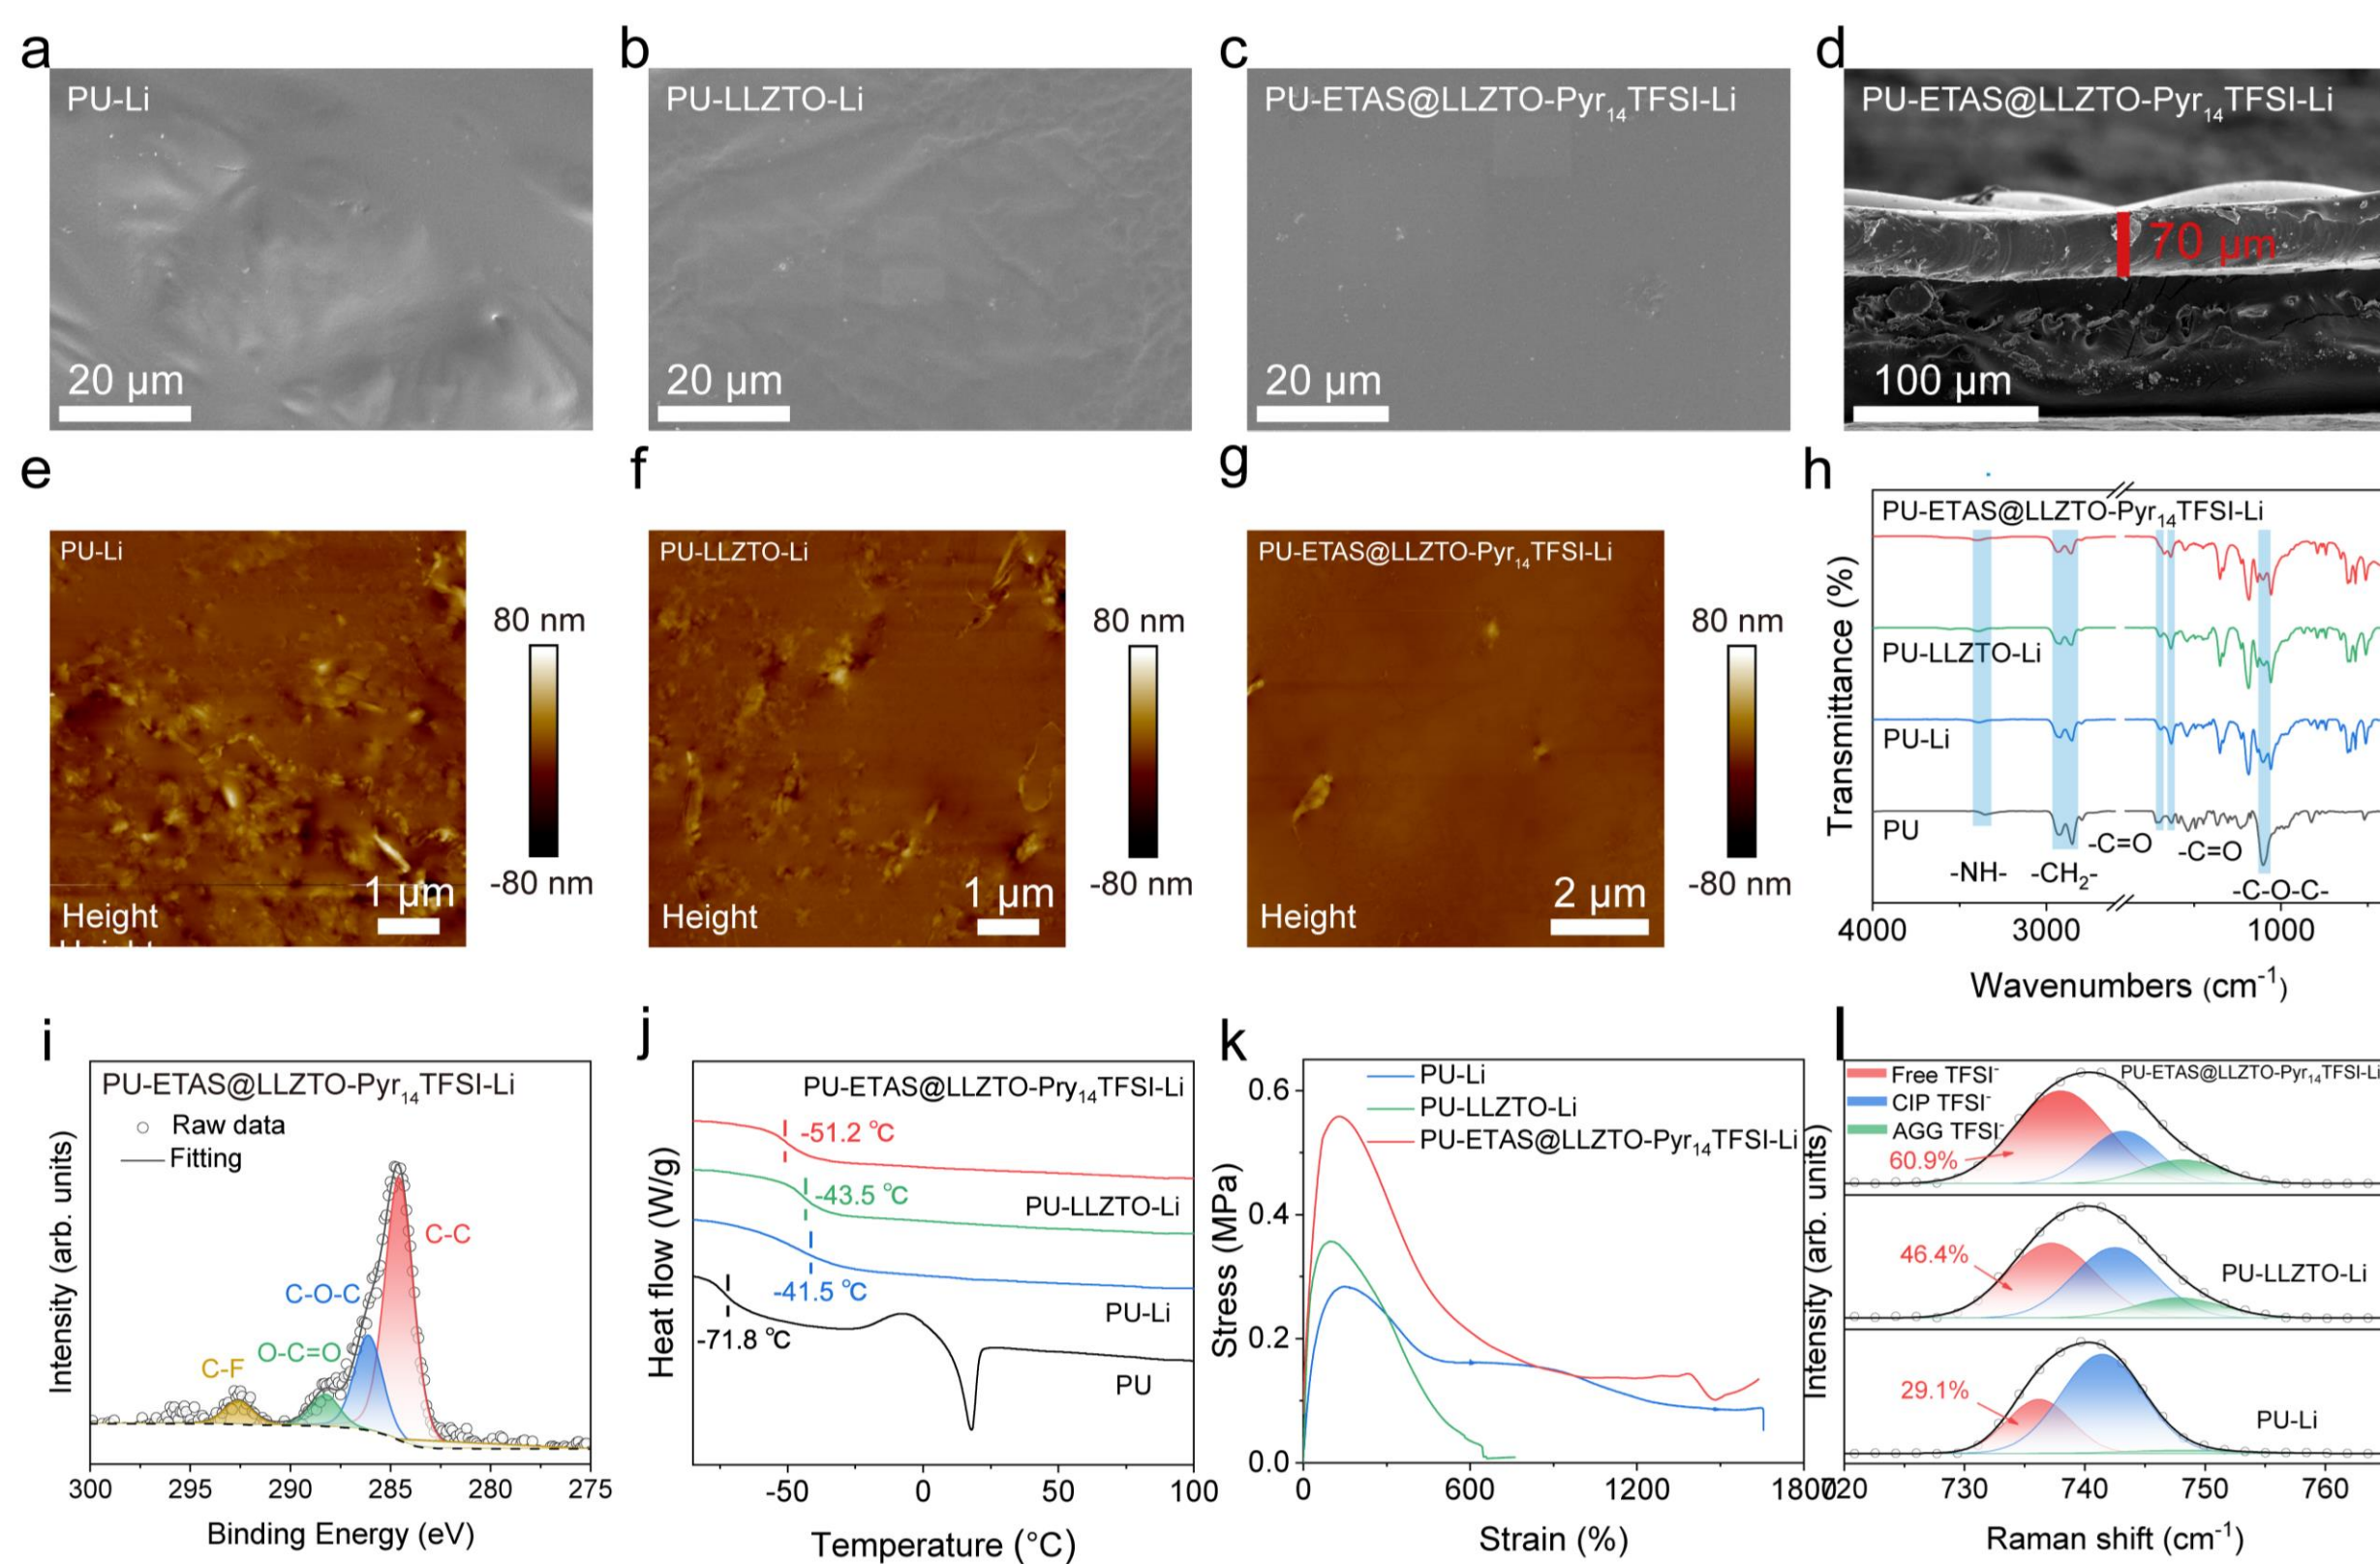 a
PU-Li
20 μm
b
PU-LLZTO-Li
20 μm
c
PU-ETAS@LLZTO-Pyr₁₄TFSI-Li
20 μm
d
PU-ETAS@LLZTO-Pyr₁₄TFSI-Li
70 μm
100 μm
e
PU-Li
Height
Height
1 μm
80 nm
-80 nm
f
PU-LLZTO-Li
Height
1 μm
80 nm
-80 nm
g
PU-ETAS@LLZTO-Pyr₁₄TFSI-Li
Height
2 μm
80 nm
-80 nm
h
PU-ETAS@LLZTO-Pyr₁₄TFSI-Li
PU-LLZTO-Li
PU-Li
PU
-NH-
-CH₂-
-C=O
-C=O
-C-O-C-
Transmittance (%)
4000 3000 1000
Wavenumbers (cm⁻¹)
i
PU-ETAS@LLZTO-Pyr₁₄TFSI-Li
Raw data
Fitting
C-C
C-O-C
O-C=O
C-F
Intensity (arb. units)
300 295 290 285 280 275
Binding Energy (eV)
j
PU-ETAS@LLZTO-Pry₁₄TFSI-Li
-51.2 ℃
-43.5 ℃
PU-LLZTO-Li
-41.5 ℃
PU-Li
-71.8 ℃
PU
Heat flow (W/g)
-50 0 50 100
Temperature (°C)
k
PU-Li
PU-LLZTO-Li
PU-ETAS@LLZTO-Pyr₁₄TFSI-Li
0.6
0.4
0.2
0.0
Stress (MPa)
0 600 1200 1800
Strain (%)
l
Free TFSI⁻
CIP TFSI⁻
AGG TFSI⁻
PU-ETAS@LLZTO-Pyr₁₄TFSI-Li
60.9%
46.4%
PU-LLZTO-Li
29.1%
PU-Li
Intensity (arb. units)
720 730 740 750 760
Raman shift (cm⁻¹)